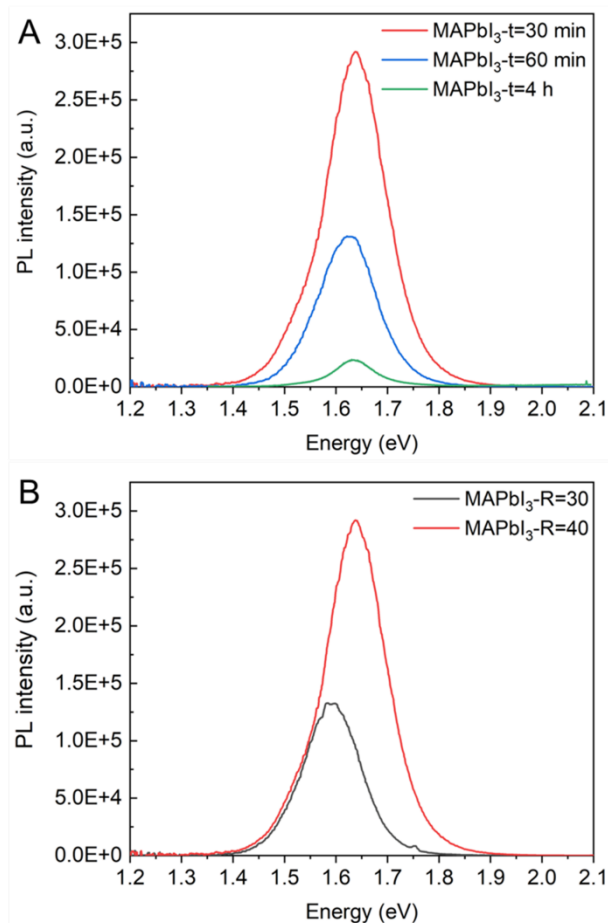 A
MAPbI₃-t=30 min
MAPbI₃-t=60 min
MAPbI₃-t=4 h
3.0E+5
2.5E+5
2.0E+5
1.5E+5
1.0E+5
5.0E+4
0.0E+0
PL intensity (a.u.)
1.2 1.3 1.4 1.5 1.6 1.7 1.8 1.9 2.0 2.1
Energy (eV)
B
MAPbI₃-R=30
MAPbI₃-R=40
3.0E+5
2.5E+5
2.0E+5
1.5E+5
1.0E+5
5.0E+4
0.0E+0
PL intensity (a.u.)
1.2 1.3 1.4 1.5 1.6 1.7 1.8 1.9 2.0 2.1
Energy (eV)